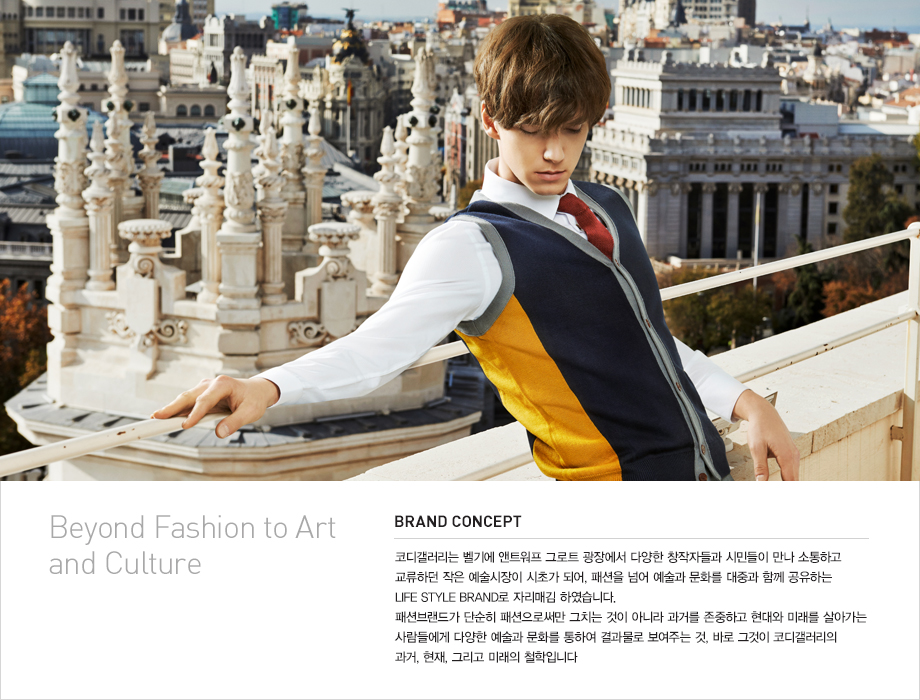 Beyond Fashion to Art
and Culture
BRAND CONCEPT
코디갤러리는 벨기에 앤트워프 그로트 광장에서 다양한 창작자들과 시민들이 만나 소통하고
교류하던 작은 예술시장이 시초가 되어, 패션을 넘어 예술과 문화를 대중과 함께 공유하는
LIFE STYLE BRAND로 자리매김 하였습니다.
패션브랜드가 단순히 패션으로써만 그치는 것이 아니라 과거를 존중하고 현대와 미래를 살아가는
사람들에게 다양한 예술과 문화를 통하여 결과물로 보여주는 것, 바로 그것이 코디갤러리의
과거, 현재, 그리고 미래의 철학입니다